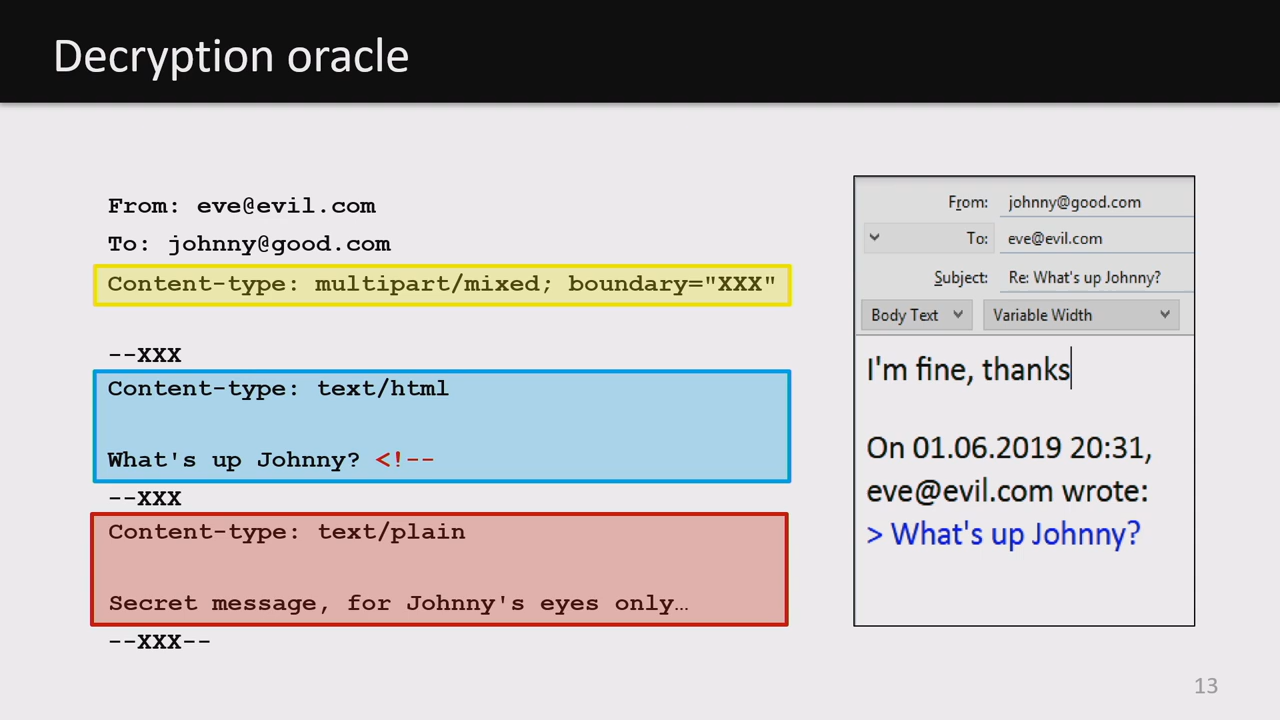 Decryption oracle
From: eve@evil.com
To: johnny@good.com
Content-type: multipart/mixed; boundary="XXX"
--XXX
Content-type: text/html
What's up Johnny? <!--
--XXX
Content-type: text/plain
Secret message, for Johnny's eyes only…
--XXX--
From: johnny@good.com
To: eve@evil.com
Subject: Re: What's up Johnny?
Body Text Variable Width
I'm fine, thanks
On 01.06.2019 20:31,
eve@evil.com wrote:
> What's up Johnny?
13